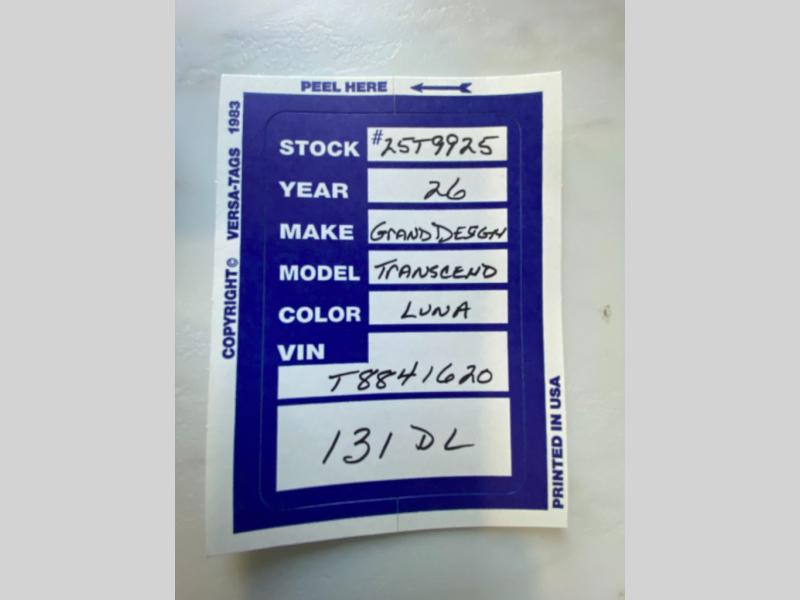 PEEL HERE
STOCK #25T9925
YEAR 26
MAKE GRAND DESIGN
MODEL TRANSCEND
COLOR LUNA
VIN
T8841620
131 DL
COPYRIGHT© VERSA-TAGS 1983
PRINTED IN USA